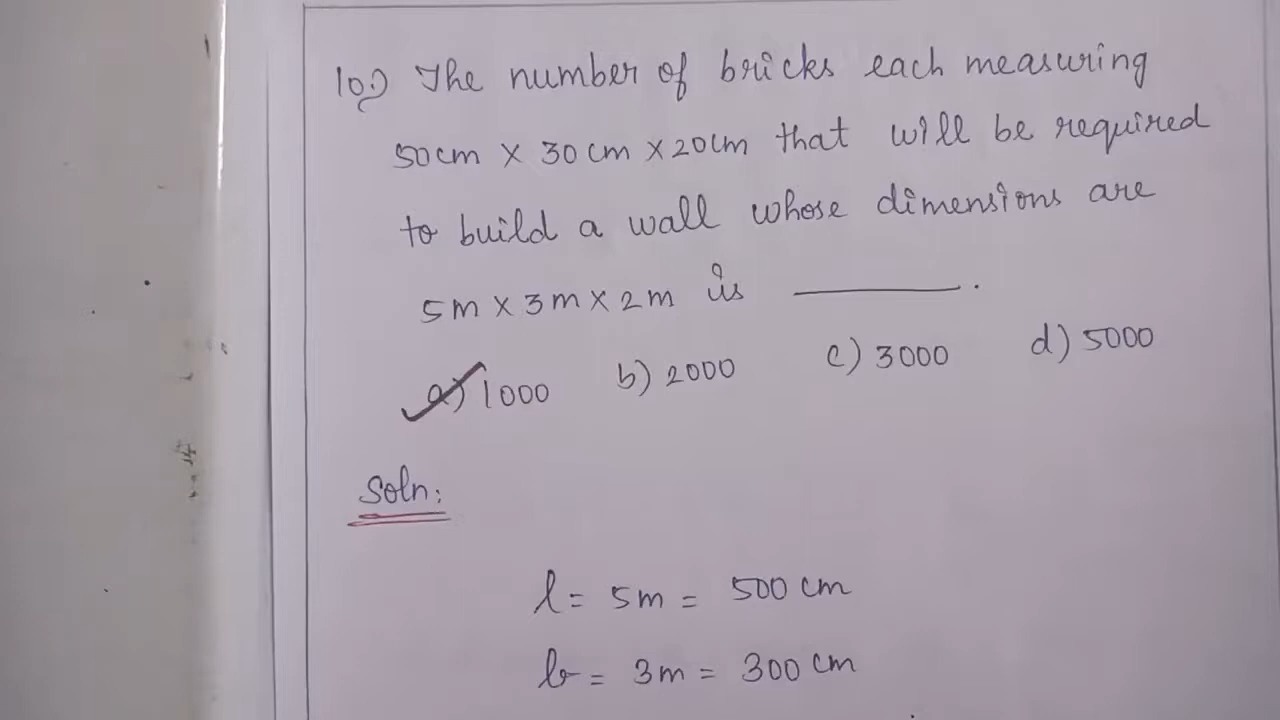 10.) The number of bricks each measuring
50cm x 30cm x 20cm that will be required
to build a wall whose dimensions are
5m x 3m x 2m is ______.
a) 1000 b) 2000 c) 3000 d) 5000
Soln:
l = 5m = 500 cm
b = 3m = 300 cm